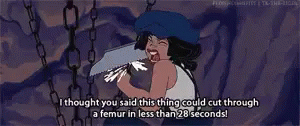 I thought you said this thing could cut through
a femur in less than 28 seconds!